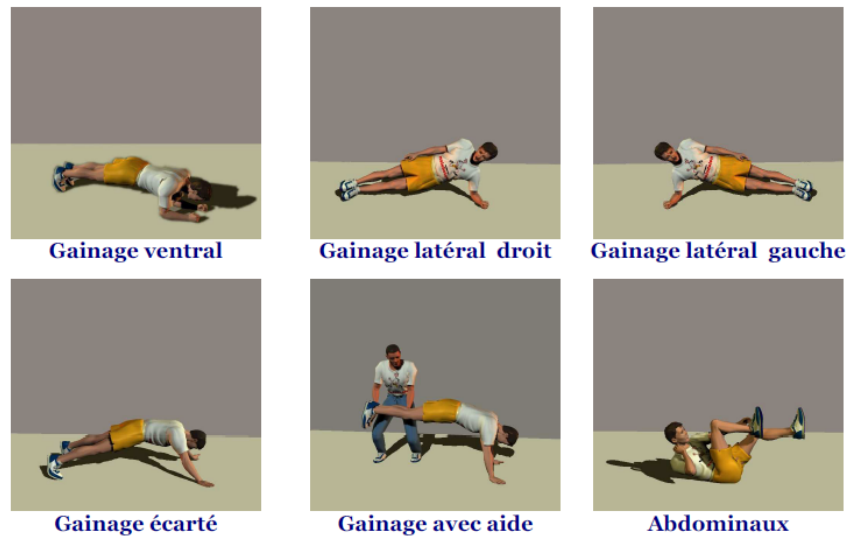 Gainage ventral
Gainage latéral droit
Gainage latéral gauche
Gainage écarté
Gainage avec aide
Abdominaux